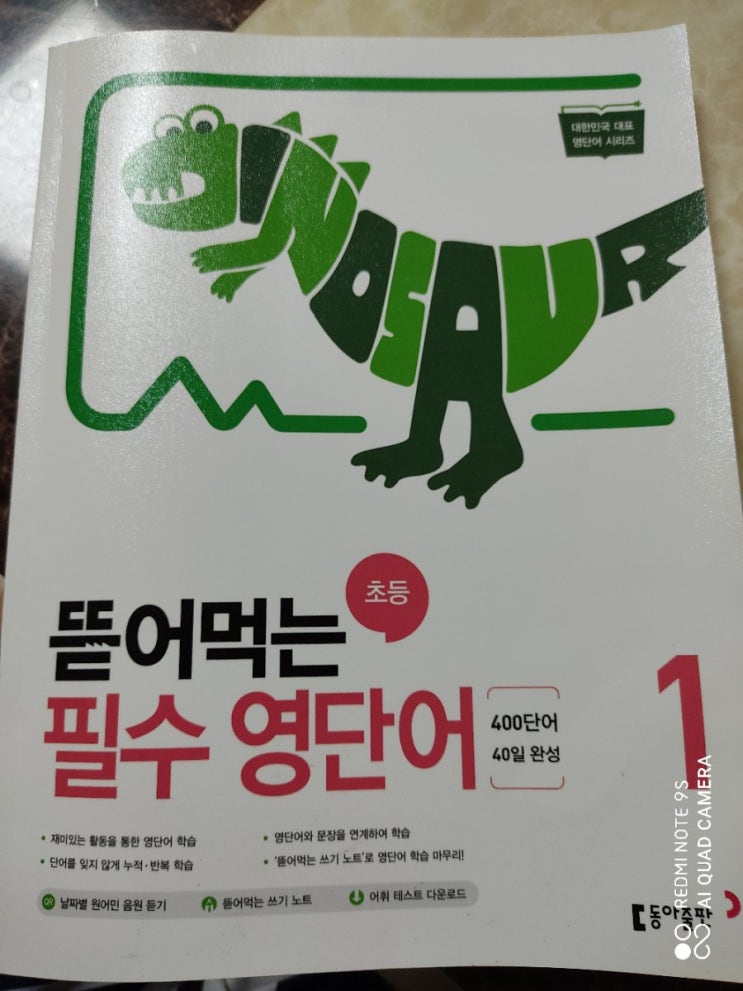 대한민국 대표
영단어 시리즈
DINOSAUR
초등
뜯어먹는
필수 영단어
400단어
40일 완성
1
• 재미있는 활동을 통한 영단어 학습
• 영단어와 문장을 연계하여 학습
• 단어를 잊지 않게 누적·반복 학습
• '뜯어먹는 쓰기 노트'로 영단어 학습 마무리!
QR 날짜별 원어민 음원 듣기
뜯어먹는 쓰기 노트
어휘 테스트 다운로드
동아출판
REDMI NOTE 9S
AI QUAD CAMERA